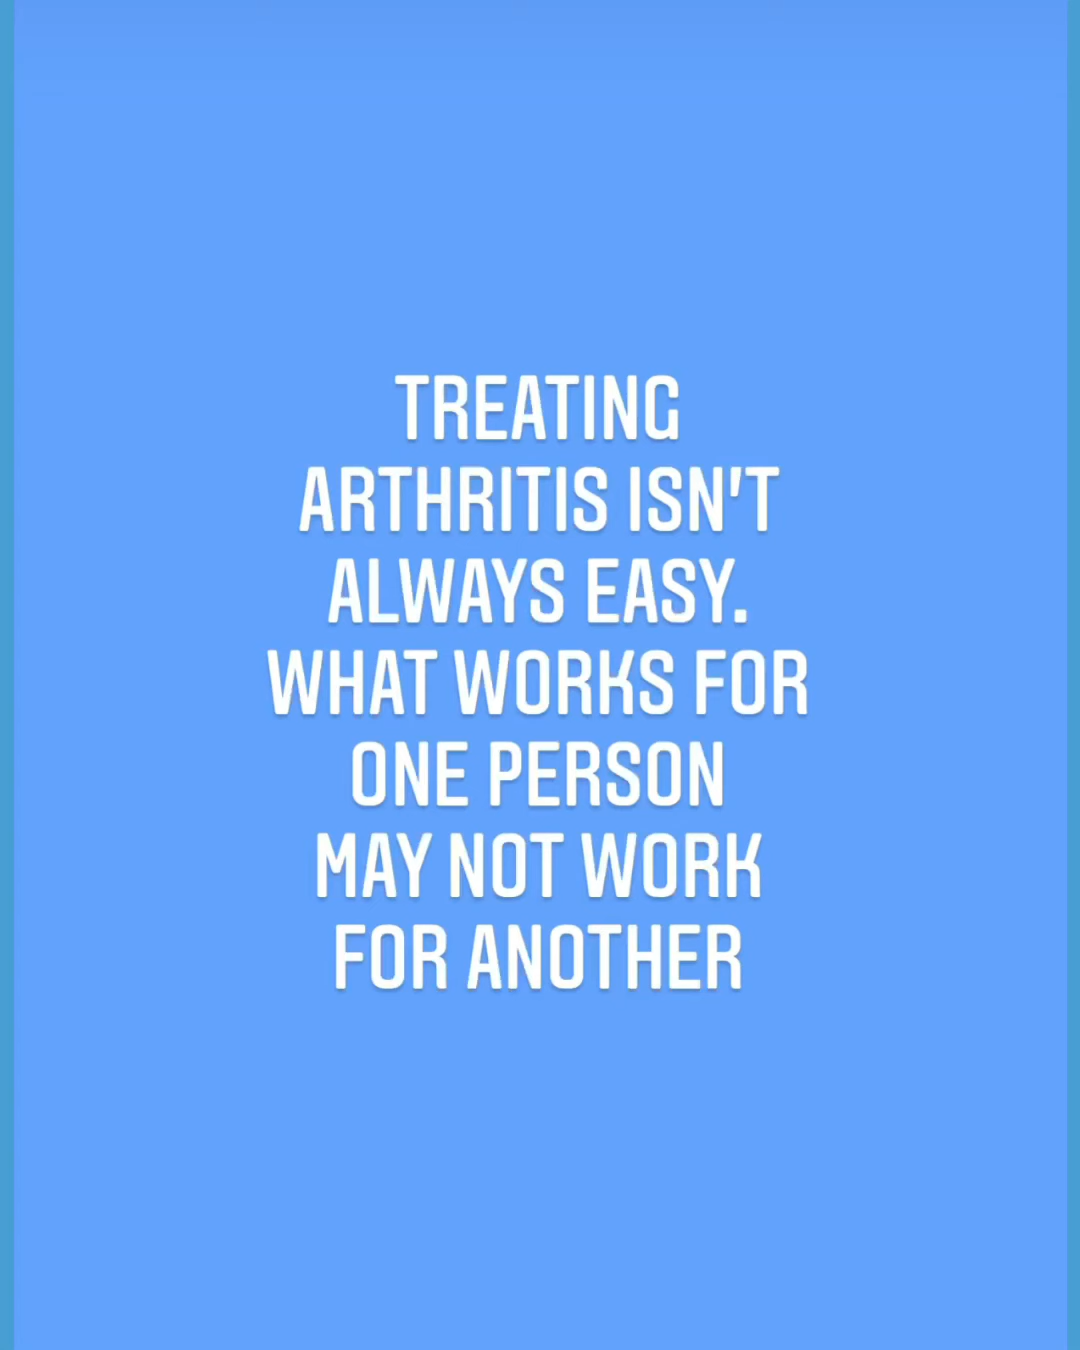 TREATING
ARTHRITIS ISN'T
ALWAYS EASY.
WHAT WORKS FOR
ONE PERSON
MAY NOT WORK
FOR ANOTHER